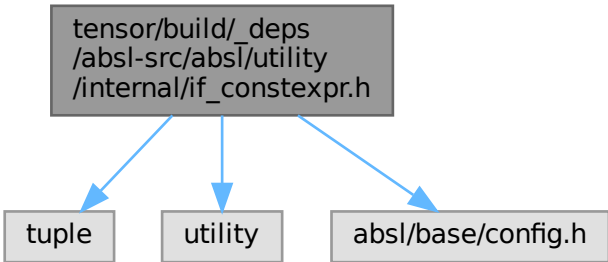 tensor/build/_deps
/absl-src/absl/utility
/internal/if_constexpr.h
tuple
utility
absl/base/config.h